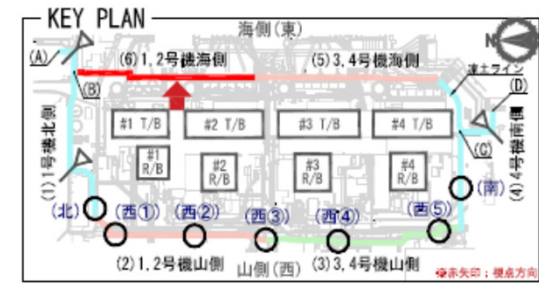 KEY PLAN
海側(東)
N
(A)
(6)1,2号機海側
(5)3,4号機海側
凍土ライン
(B)
(D)
#1 T/B
#2 T/B
#3 T/B
#4 T/B
(C)
(1)1号機北側
(4)4号機南側
#1
R/B
#2
R/B
#3
R/B
#4
R/B
(北)
(西①)
(西②)
(西③)
(西④)
(西⑤)
(南)
(2)1,2号機山側
山側(西)
(3)3,4号機山側
※赤矢印：視点方向